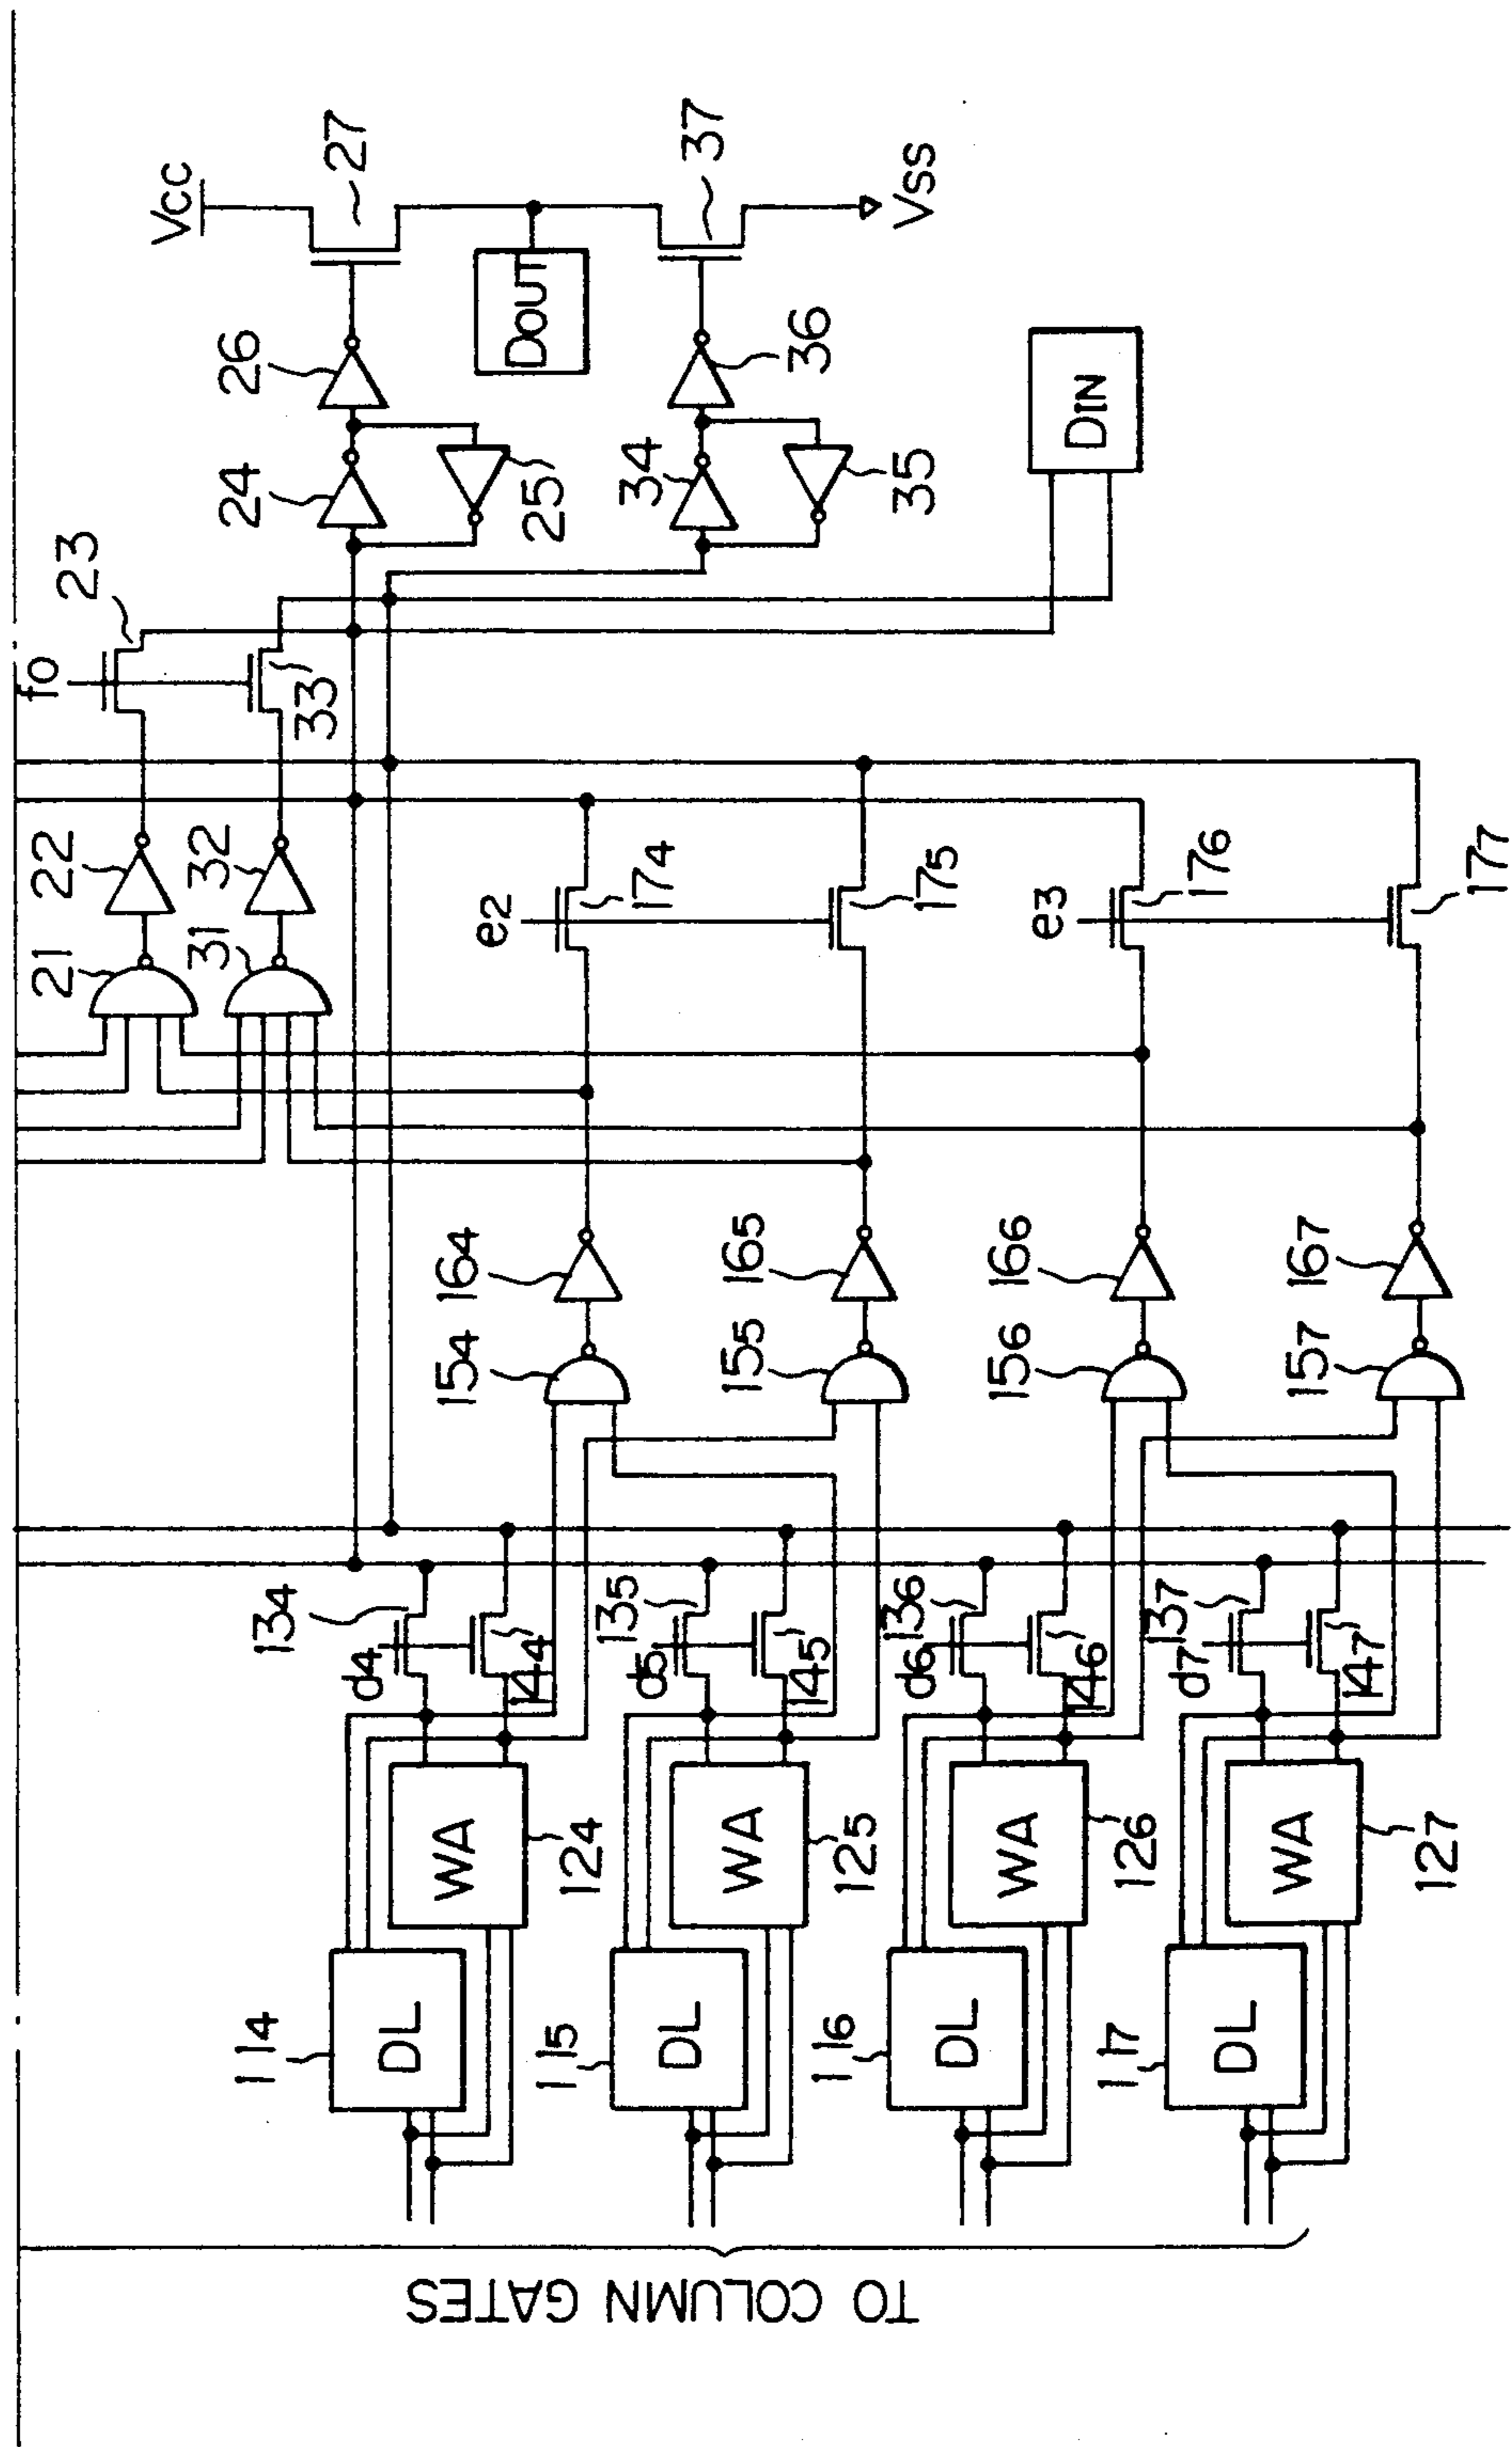 f0
23
Vcc
27
24
26
21
22
33
31
32
25
DOUT
34
36
37
35
Vss
DIN
114
DL
WA
124
d4
134
144
154
164
e2
174
115
DL
WA
125
d5
135
145
155
165
175
116
DL
WA
126
d6
136
146
156
166
e3
176
117
DL
WA
127
d7
137
147
157
167
177
TO COLUMN GATES